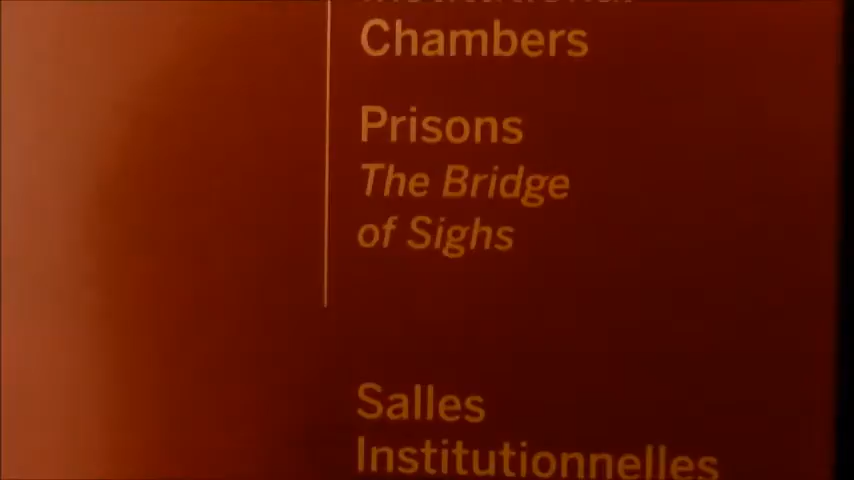 Chambers
Prisons
The Bridge
of Sighs
Salles
Institutionnelles